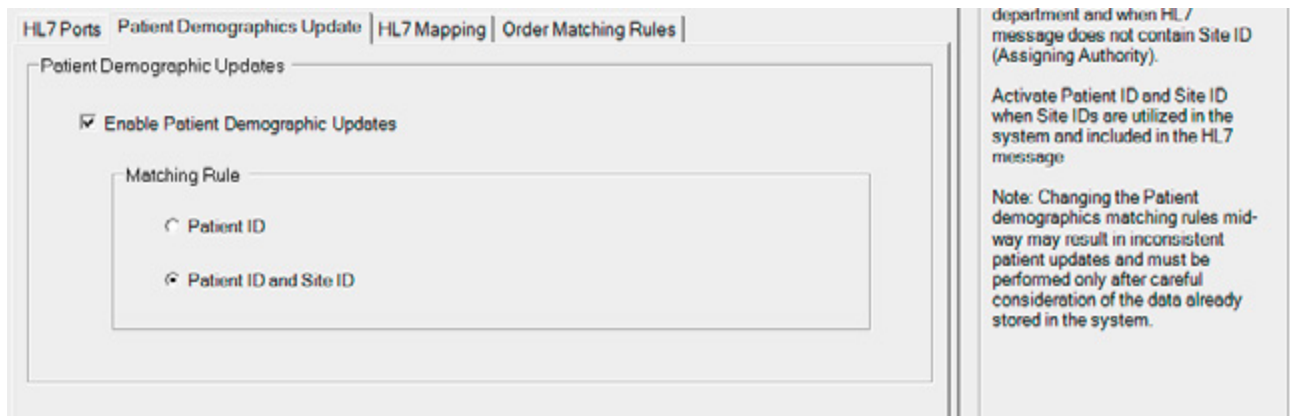 HL7 Ports Patient Demographics Update HL7 Mapping Order Matching Rules
Patient Demographic Updates
Enable Patient Demographic Updates
Matching Rule
Patient ID
Patient ID and Site ID
department and when HL7
message does not contain Site ID
(Assigning Authority).
Activate Patient ID and Site ID
when Site IDs are utilized in the
system and included in the HL7
message
Note: Changing the Patient
demographics matching rules mid-
way may result in inconsistent
patient updates and must be
performed only after careful
consideration of the data already
stored in the system.